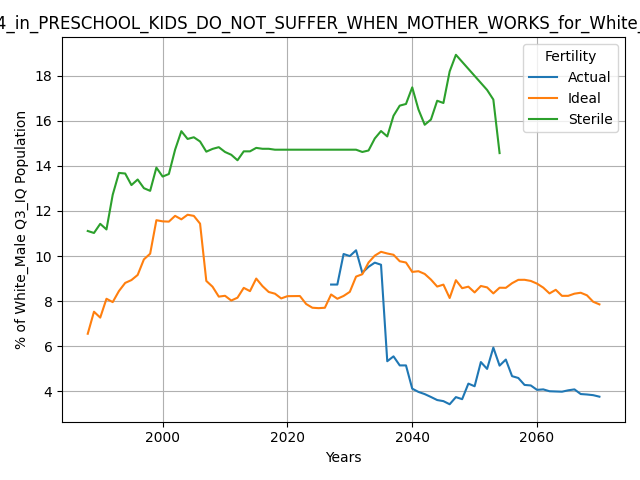 4_in_PRESCHOOL_KIDS_DO_NOT_SUFFER_WHEN_MOTHER_WORKS_for_White_
% of White_Male Q3_IQ Population
18
16
14
12
10
8
6
4
Fertility
Actual
Ideal
Sterile
2000
2020
2040
2060
Years